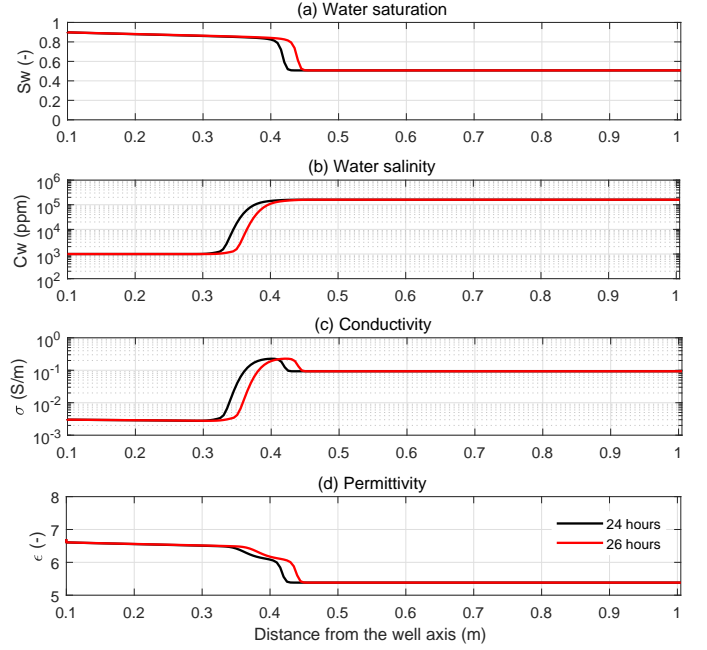 (a) Water saturation
1
0.8
0.6
0.4
0.2
0
Sw (-)
0.1 0.2 0.3 0.4 0.5 0.6 0.7 0.8 0.9 1
(b) Water salinity
10^6
10^5
10^4
10^3
10^2
Cw (ppm)
0.1 0.2 0.3 0.4 0.5 0.6 0.7 0.8 0.9 1
(c) Conductivity
10^0
10^-1
10^-2
10^-3
σ (S/m)
0.1 0.2 0.3 0.4 0.5 0.6 0.7 0.8 0.9 1
(d) Permittivity
8
7
6
5
ϵ (-)
24 hours
26 hours
0.1 0.2 0.3 0.4 0.5 0.6 0.7 0.8 0.9 1
Distance from the well axis (m)